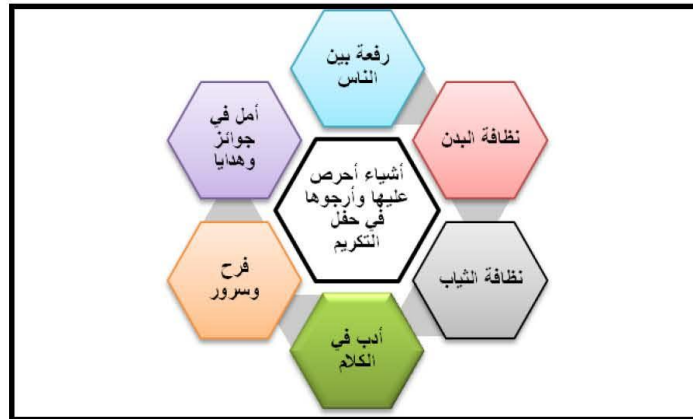 رفعة بين
الناس
نظافة البدن
نظافة الثياب
أدب في
الكلام
فرح
وسرور
أمل في
جوائز
وهدايا
أشياء أحرص
عليها وأرجوها
في حفل
التكريم